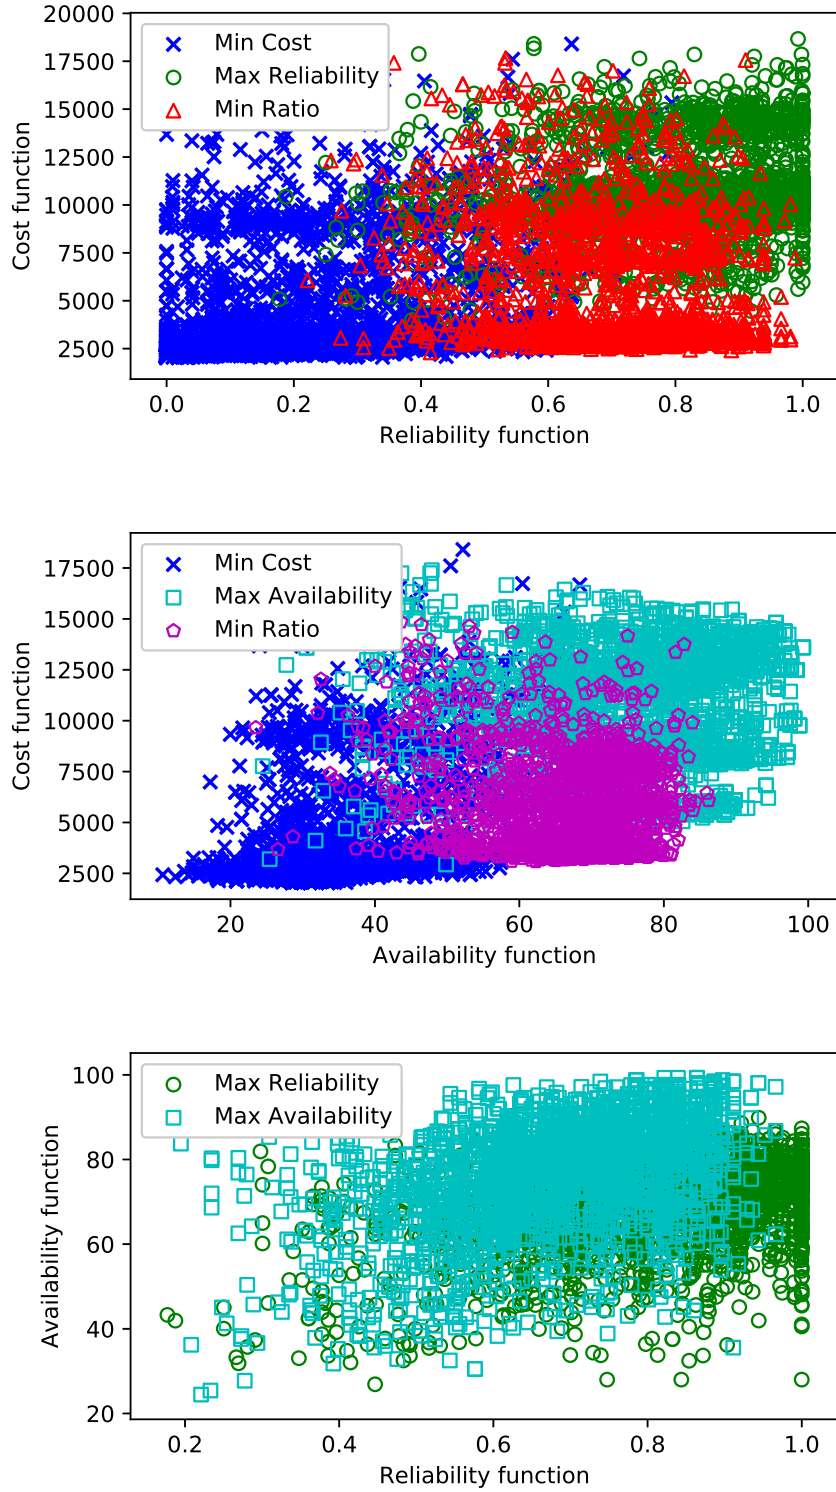 20000
17500
15000
12500
10000
7500
5000
2500
Cost function
Min Cost
Max Reliability
Min Ratio
0.0 0.2 0.4 0.6 0.8 1.0
Reliability function
17500
15000
12500
10000
7500
5000
2500
Cost function
Min Cost
Max Availability
Min Ratio
20 40 60 80 100
Availability function
100
80
60
40
20
Availability function
Max Reliability
Max Availability
0.2 0.4 0.6 0.8 1.0
Reliability function